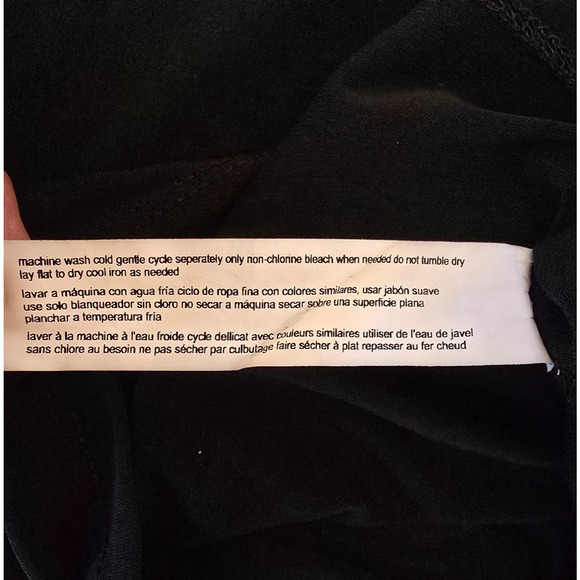 machine wash cold gentle cycle seperately only non-chlorine bleach when needed do not tumble dry
lay flat to dry cool iron as needed
lavar a máquina con agua fría ciclo de ropa fina con colores similares, usar jabón suave
use solo blanqueador sin cloro no secar a máquina secar sobre una superficie plana
planchar a temperatura fría
laver à la machine à l'eau froide cycle dellicat avec couleurs similaires utiliser de l'eau de javel
sans chlore au besoin ne pas sécher par culbutage faire sécher à plat repasser au fer cheud